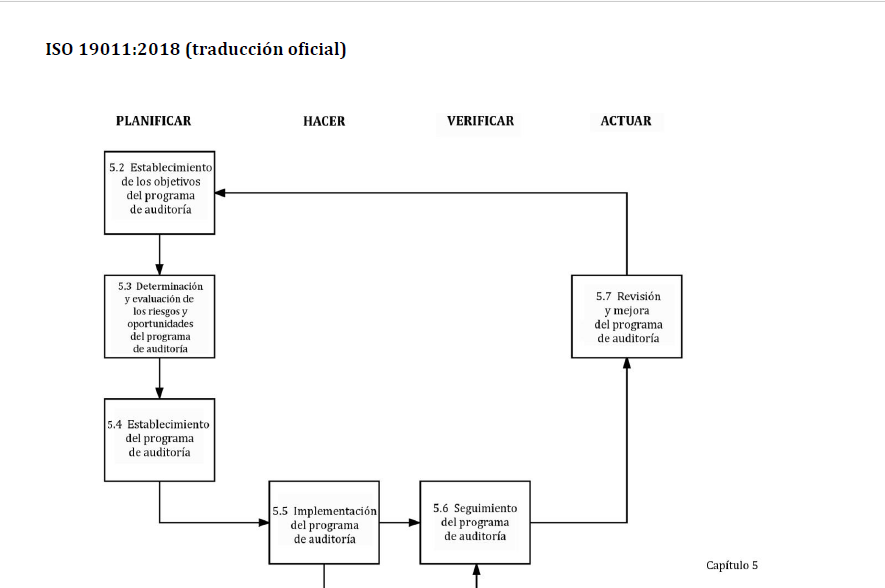 ISO 19011:2018 (traducción oficial)
PLANIFICAR
HACER
VERIFICAR
ACTUAR
5.2 Establecimiento
de los objetivos
del programa
de auditoría
5.3 Determinación
y evaluación de
los riesgos y
oportunidades
del programa
de auditoría
5.7 Revisión
y mejora
del programa
de auditoría
5.4 Establecimiento
del programa
de auditoría
5.5 Implementación
del programa
de auditoría
5.6 Seguimiento
del programa
de auditoría
Capítulo 5